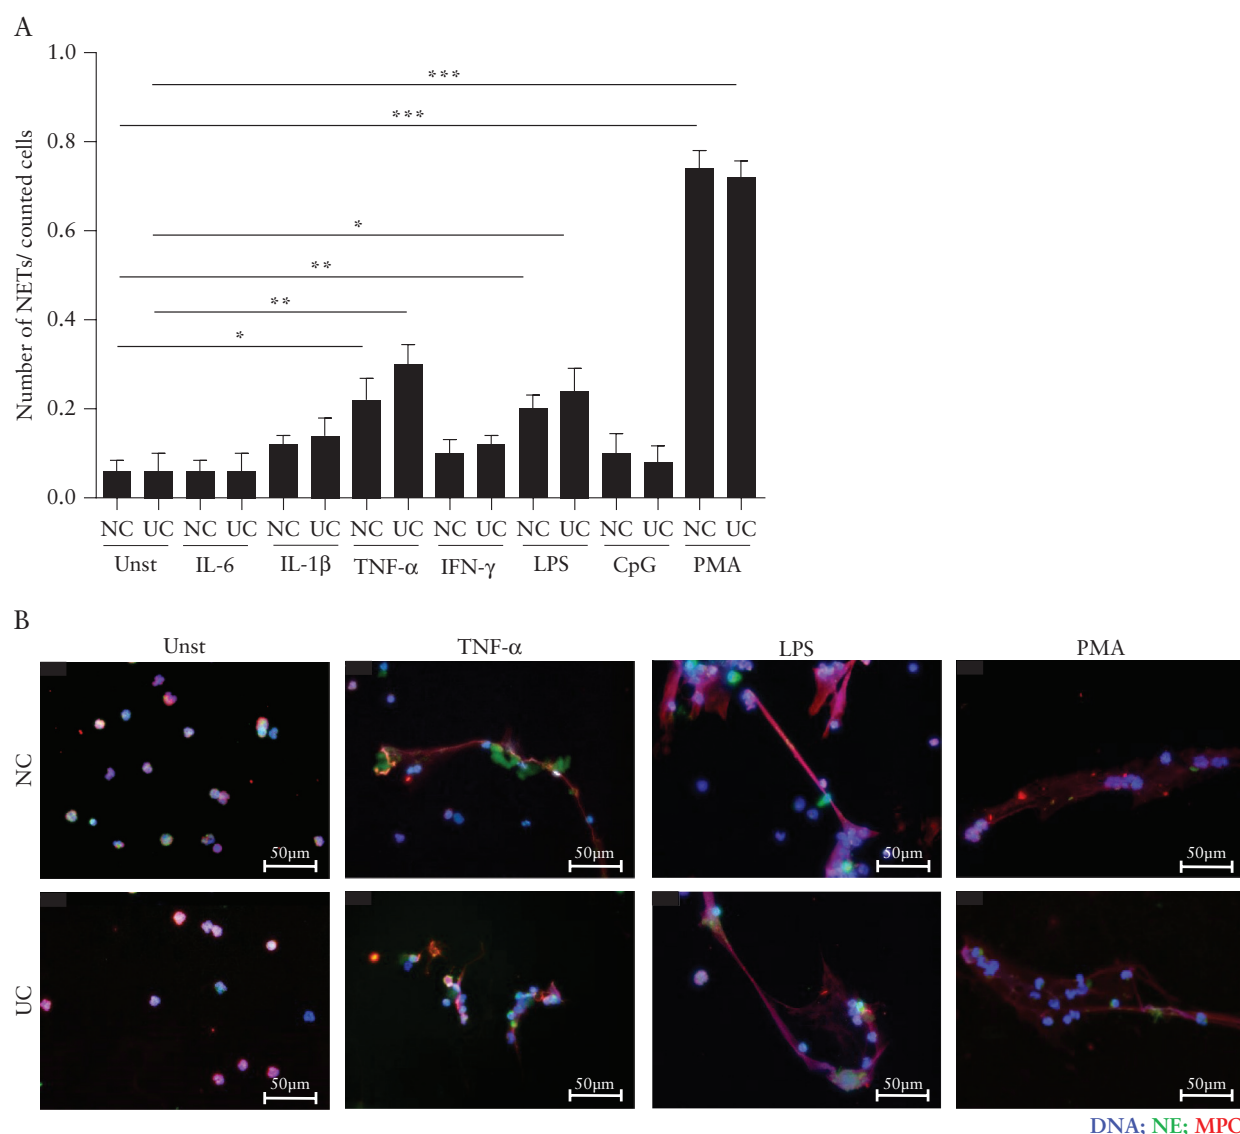 A
Number of NETs/ counted cells
1.0
0.8
0.6
0.4
0.2
0.0
***
***
*
**
**
*
NC UC NC UC NC UC NC UC NC UC NC UC NC UC NC UC
Unst IL-6 IL-1β TNF-α IFN-γ LPS CpG PMA
B
Unst TNF-α LPS PMA
NC
50µm 50µm 50µm 50µm
UC
50µm 50µm 50µm 50µm
DNA; NE; MPO